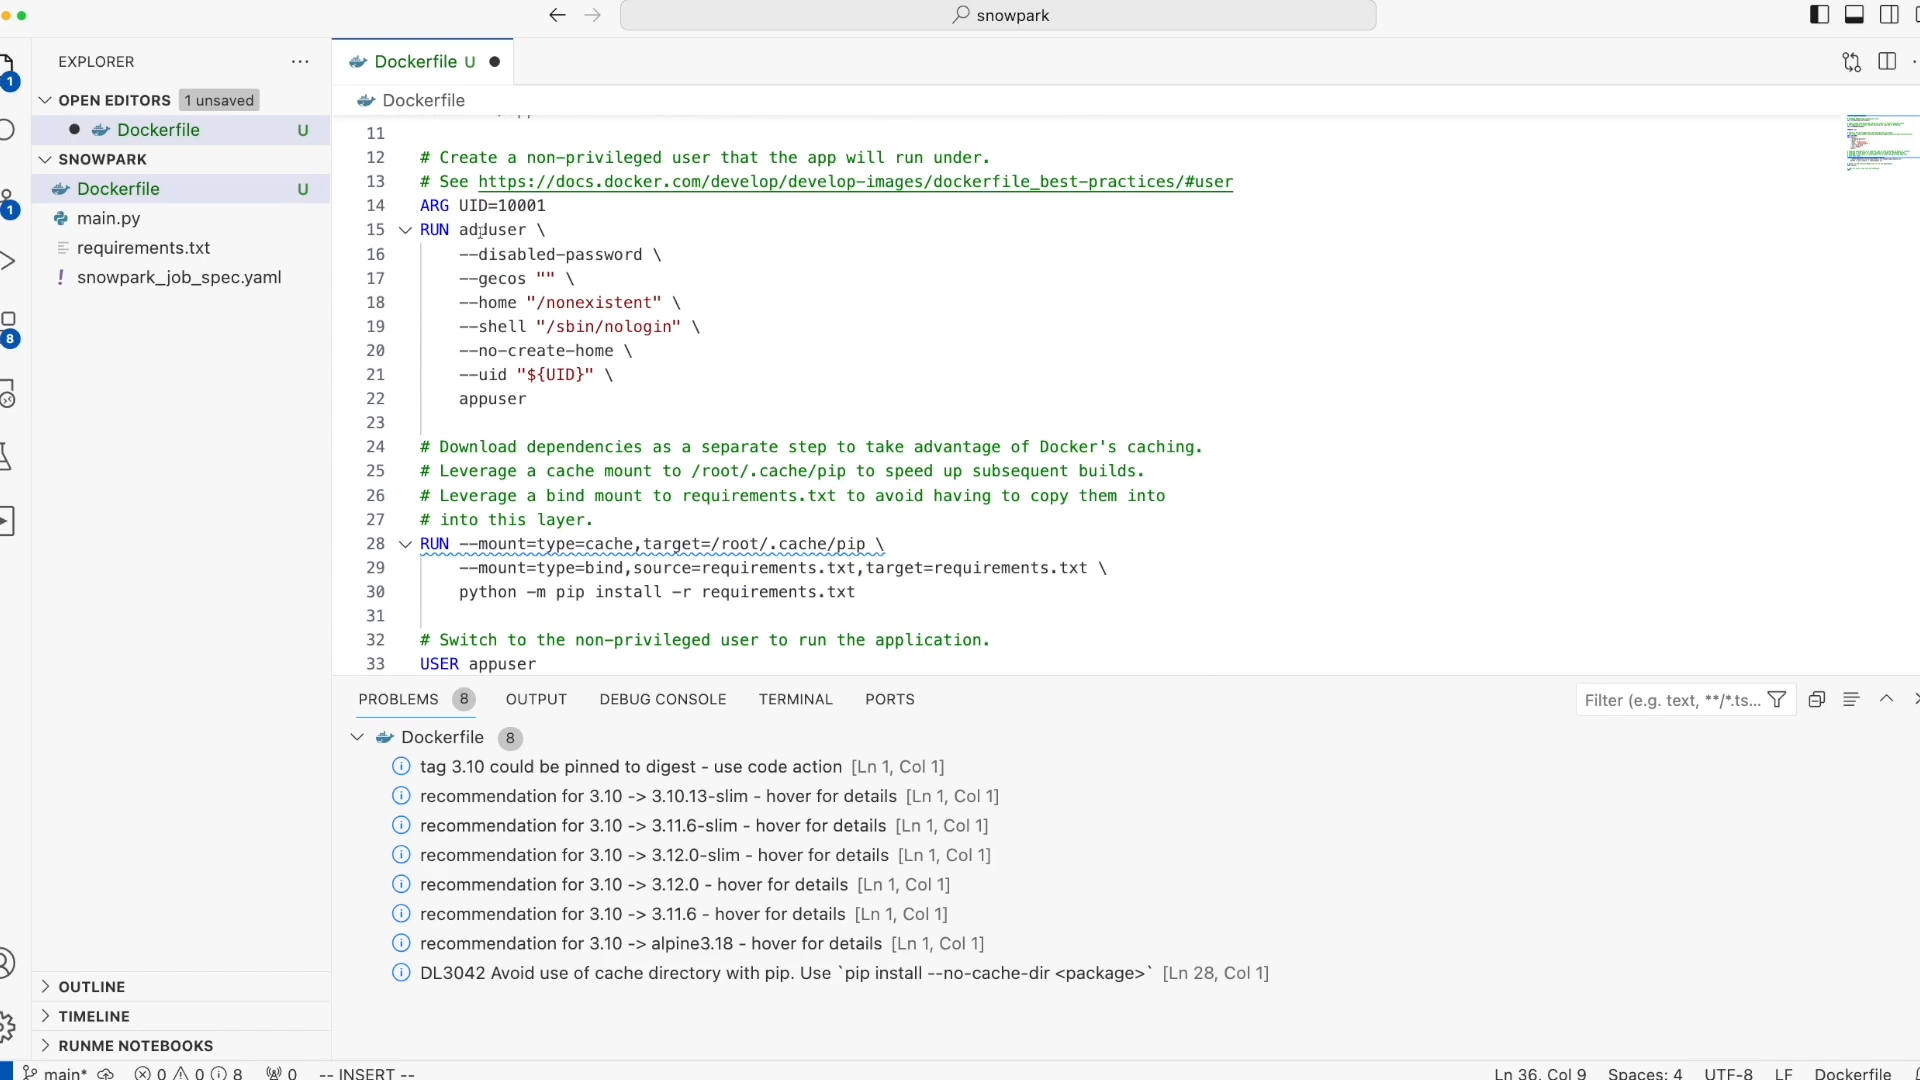 snowpark
EXPLORER
Dockerfile U
1
OPEN EDITORS 1 unsaved
Dockerfile
Dockerfile U
11
SNOWPARK
12 # Create a non-privileged user that the app will run under.
13 # See https://docs.docker.com/develop/develop-images/dockerfile_best-practices/#user
Dockerfile U
14 ARG UID=10001
1
main.py
15 RUN adduser \
requirements.txt
16 --disabled-password \
snowpark_job_spec.yaml
17 --gecos "" \
18 --home "/nonexistent" \
19 --shell "/sbin/nologin" \
8
20 --no-create-home \
21 --uid "${UID}" \
22 appuser
23
24 # Download dependencies as a separate step to take advantage of Docker's caching.
25 # Leverage a cache mount to /root/.cache/pip to speed up subsequent builds.
26 # Leverage a bind mount to requirements.txt to avoid having to copy them into
27 # into this layer.
28 RUN --mount=type=cache,target=/root/.cache/pip \
29 --mount=type=bind,source=requirements.txt,target=requirements.txt \
30 python -m pip install -r requirements.txt
31
32 # Switch to the non-privileged user to run the application.
33 USER appuser
PROBLEMS 8 OUTPUT DEBUG CONSOLE TERMINAL PORTS
Filter (e.g. text, **/*.ts...
Dockerfile 8
tag 3.10 could be pinned to digest - use code action [Ln 1, Col 1]
recommendation for 3.10 -> 3.10.13-slim - hover for details [Ln 1, Col 1]
recommendation for 3.10 -> 3.11.6-slim - hover for details [Ln 1, Col 1]
recommendation for 3.10 -> 3.12.0-slim - hover for details [Ln 1, Col 1]
recommendation for 3.10 -> 3.12.0 - hover for details [Ln 1, Col 1]
recommendation for 3.10 -> 3.11.6 - hover for details [Ln 1, Col 1]
recommendation for 3.10 -> alpine3.18 - hover for details [Ln 1, Col 1]
DL3042 Avoid use of cache directory with pip. Use `pip install --no-cache-dir <package>` [Ln 28, Col 1]
OUTLINE
TIMELINE
RUNME NOTEBOOKS
main* 0 0 8 0 -- INSERT --
Ln 36, Col 9 Spaces: 4 UTF-8 LF Dockerfile